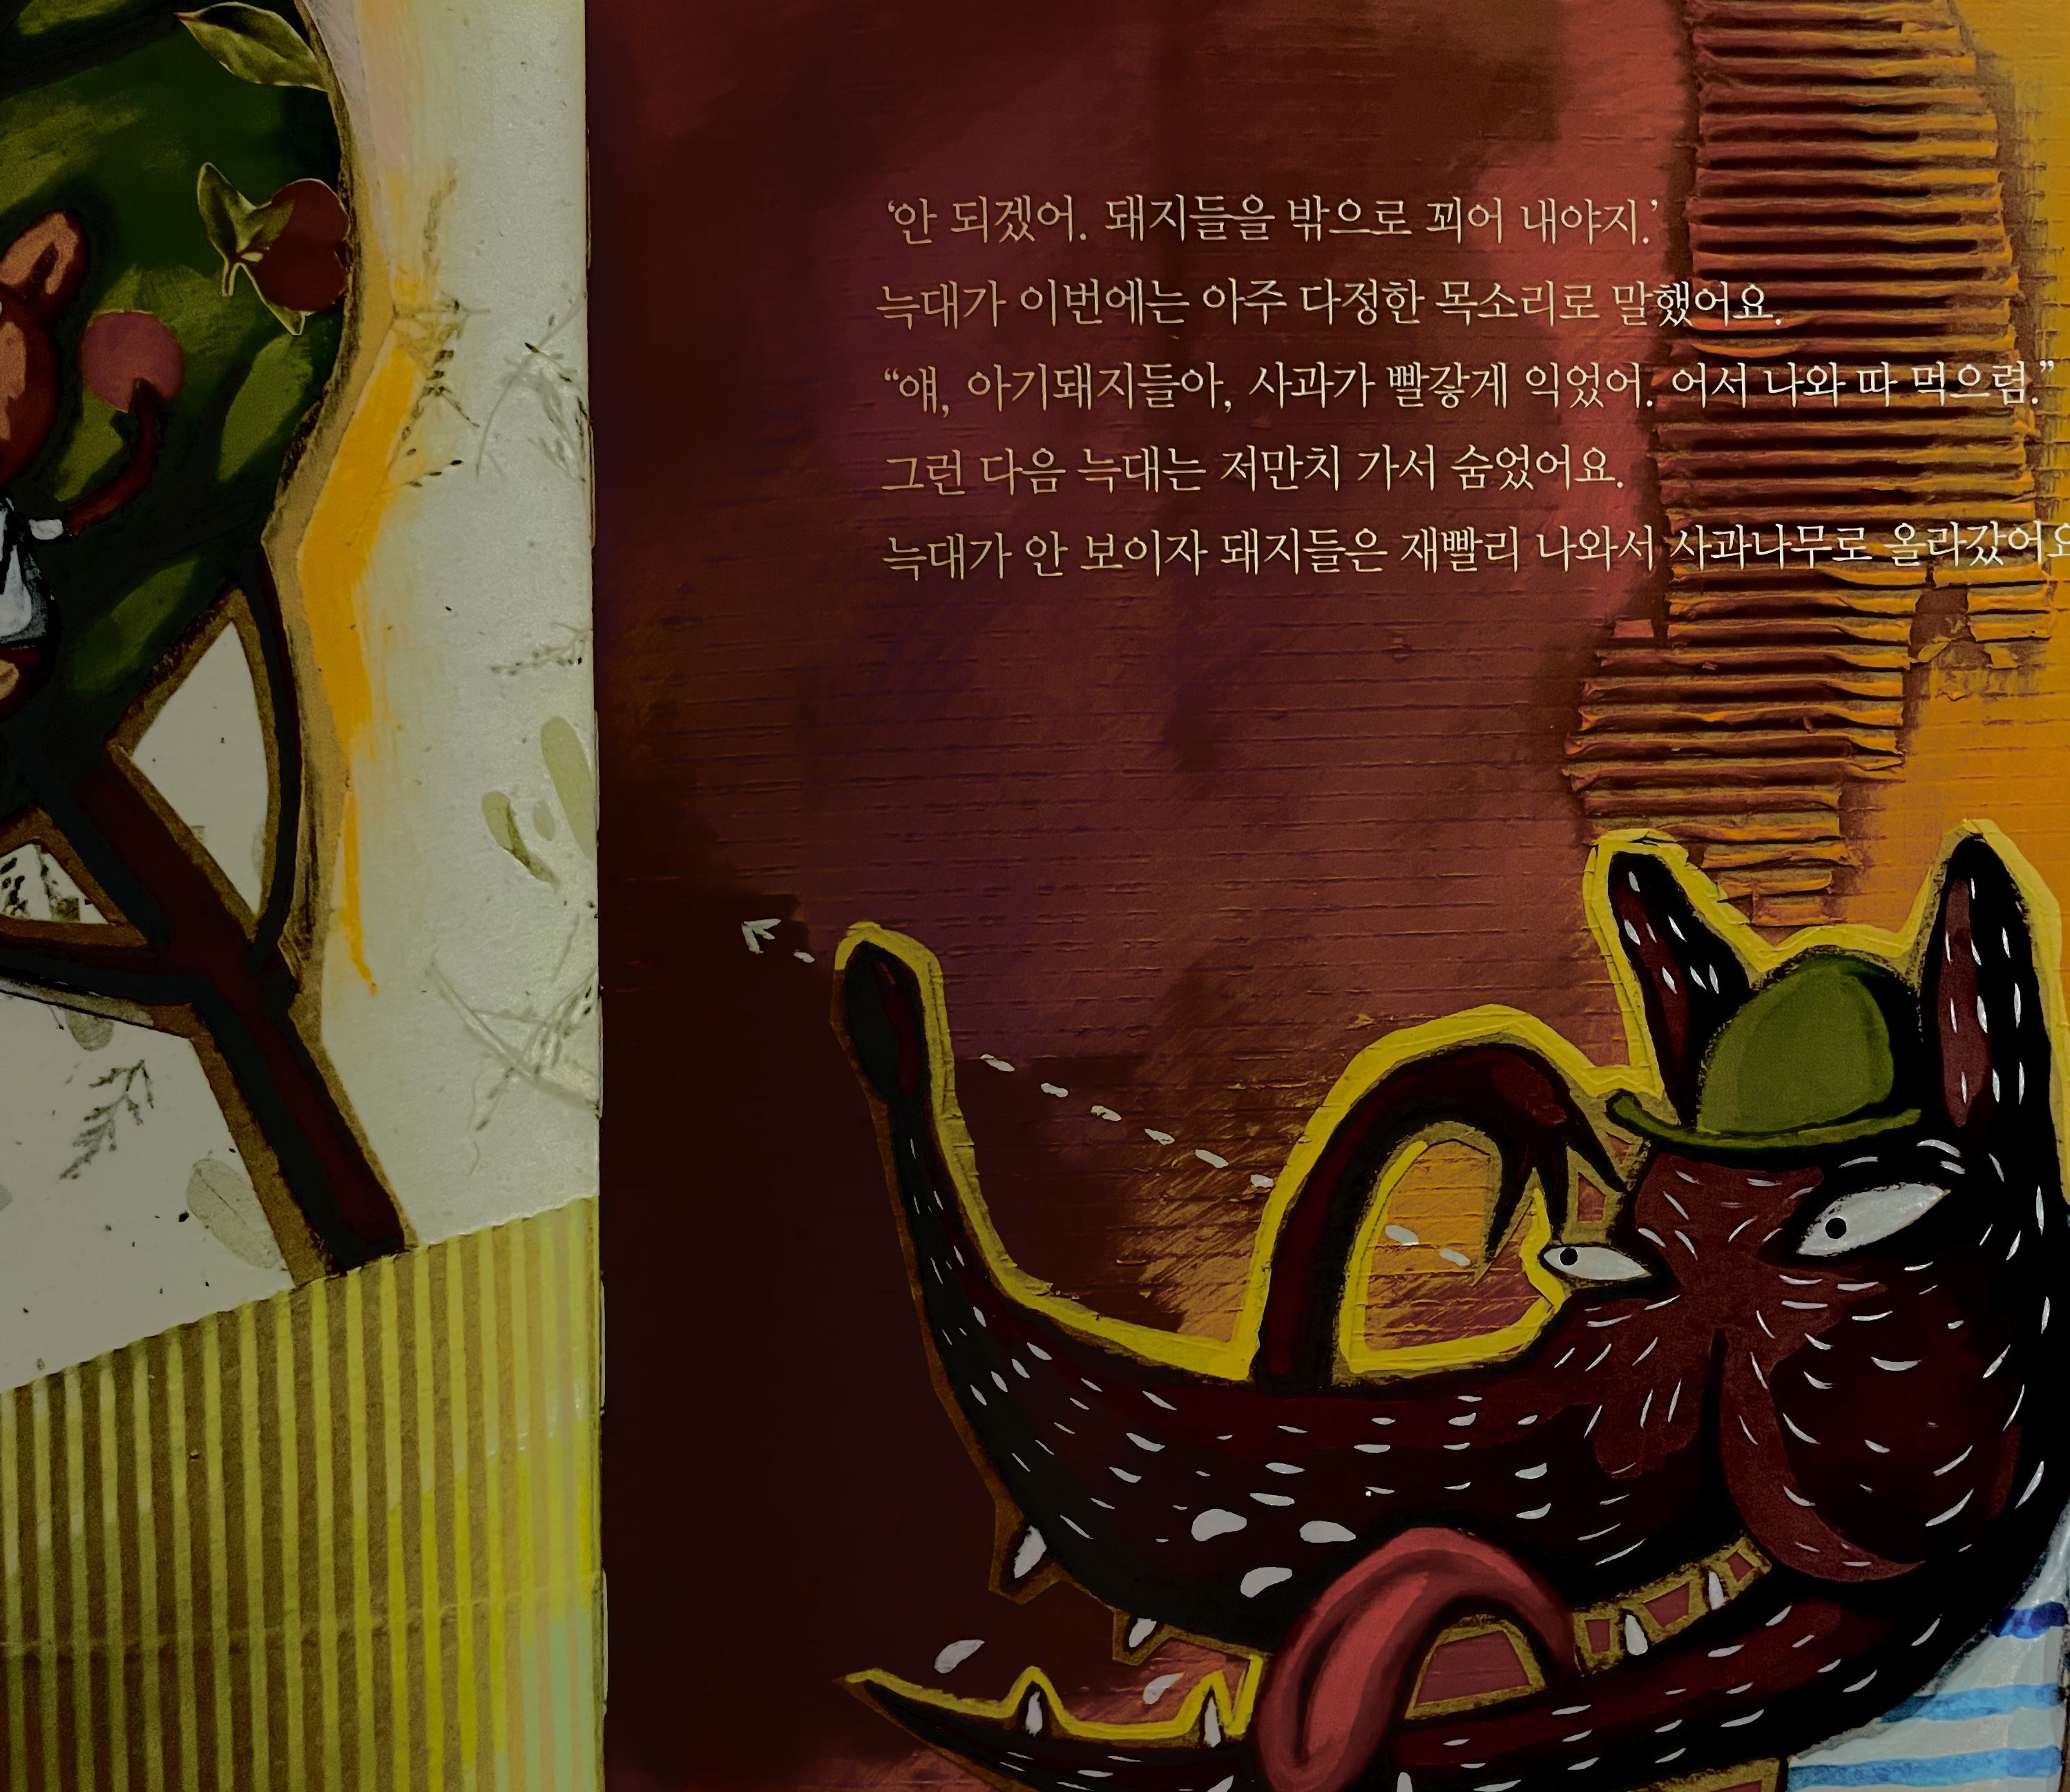 ‘안 되겠어. 돼지들을 밖으로 꾀어 내야지.’
늑대가 이번에는 아주 다정한 목소리로 말했어요.
“얘, 아기돼지들아, 사과가 빨갛게 익었어. 어서 나와 따 먹으렴.”
그런 다음 늑대는 저만치 가서 숨었어요.
늑대가 안 보이자 돼지들은 재빨리 나와서 사과나무로 올라갔어요